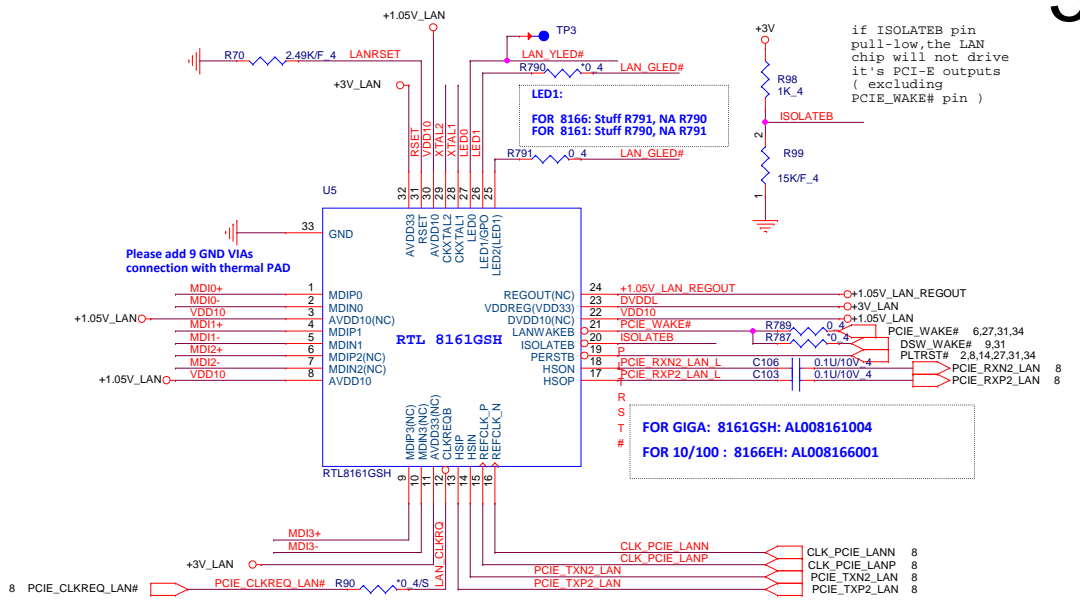 +1.05V_LAN
TP3
+3V
if ISOLATEB pin
pull-low,the LAN
chip will not drive
it's PCI-E outputs
( excluding
PCIE_WAKE# pin )
R70
2.49K/F_4
LANRSET
LAN_YLED#
R790
*0_4
LAN_GLED#
+3V_LAN
R98
1K_4
ISOLATEB
LED1:
FOR 8166: Stuff R791, NA R790
FOR 8161: Stuff R790, NA R791
RSET
VDD10
XTAL2
XTAL1
LED0
LED1
2
R99
15K/F_4
1
R791
0_4
LAN_GLED#
U5
32
31
30
29
28
27
26
25
AVDD33
RSET
AVDD10
CKXTAL2
CKXTAL1
LED0
LED1/GPO
LED2(LED1)
33
GND
Please add 9 GND VIAs
connection with thermal PAD
MDI0+ 1 MDIP0
MDI0- 2 MDIN0
+1.05V_LAN VDD10 3 AVDD10(NC)
MDI1+ 4 MDIP1
MDI1- 5 MDIN1
MDI2+ 6 MDIP2(NC)
MDI2- 7 MDIN2(NC)
+1.05V_LAN VDD10 8 AVDD10
RTL 8161GSH
REGOUT(NC) 24 +1.05V_LAN_REGOUT +1.05V_LAN_REGOUT
VDDREG(VDD33) 23 DVDDL +3V_LAN
DVDD10(NC) 22 VDD10 +1.05V_LAN
LANWAKEB 21 PCIE_WAKE# R789 0_4 PCIE_WAKE# 6,27,31,34
ISOLATEB 20 ISOLATEB R787 *0_4 DSW_WAKE# 9,31
PERSTB 19 PLTRST# PLTRST# 2,8,14,27,31,34
HSON 18 PCIE_RXN2_LAN_L C106 0.1U/10V_4 PCIE_RXN2_LAN 8
HSOP 17 PCIE_RXP2_LAN_L C103 0.1U/10V_4 PCIE_RXP2_LAN 8
FOR GIGA: 8161GSH: AL008161004
FOR 10/100 : 8166EH: AL008166001
MDIP3(NC)
MDIN3(NC)
AVDD33(NC)
CLKREQB
HSIP
HSIN
REFCLK_P
REFCLK_N
RTL8161GSH
9
10
11
12
13
14
15
16
MDI3+
MDI3-
LAN_CLKRQ
+3V_LAN
CLK_PCIE_LANN CLK_PCIE_LANN 8
CLK_PCIE_LANP CLK_PCIE_LANP 8
PCIE_TXN2_LAN PCIE_TXN2_LAN 8
PCIE_TXP2_LAN PCIE_TXP2_LAN 8
8 PCIE_CLKREQ_LAN# PCIE_CLKREQ_LAN# R90 *0_4/S